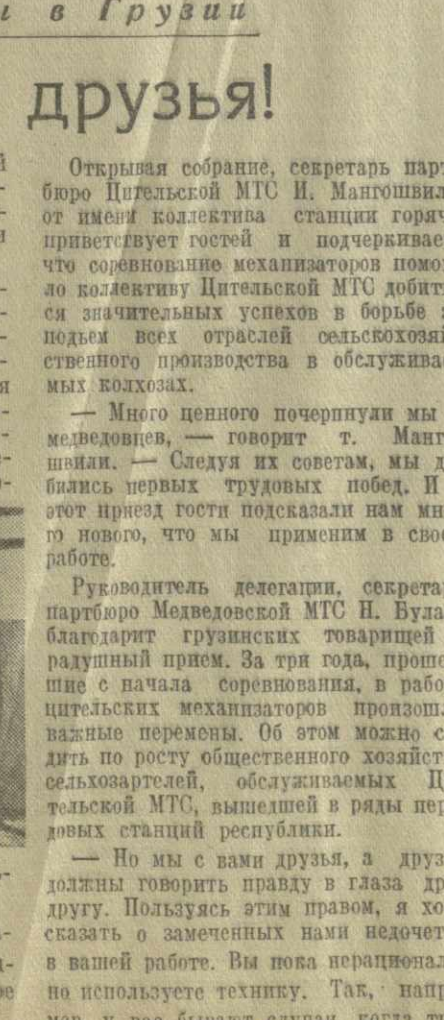 в Грузии
друзья!
Открывая собрание, секретарь парт
бюро Цительской МТС И. Мангошвил
от имени коллектива станции горяч
приветствует гостей и подчеркивае
что соревнование механизаторов помо
ло коллективу Цительской МТС добит
ся значительных успехов в борьбе
подъем всех отраслей сельскохозяй
ственного производства в обслужива
мых колхозах.
— Много ценного почерпнули мы
медведовцев, — говорит т. Манг
швили. — Следуя их советам, мы д
бились первых трудовых побед. И
этот приезд гости подсказали нам мн
го нового, что мы применим в свое
работе.
Руководитель делегации, секрета
партбюро Медведовской МТС Н. Була
благодарит грузинских товарищей
радушный прием. За три года, проше
шие с начала соревнования, в рабо
цительских механизаторов произошл
важные перемены. Об этом можно с
дить по росту общественного хозяйст
сельхозартелей, обслуживаемых Ц
тельской МТС, вышедшей в ряды пер
довых станций республики.
— Но мы с вами друзья, а друз
должны говорить правду в глаза др
другу. Пользуясь этим правом, я хо
сказать о замеченных нами недочет
в вашей работе. Вы пока нерационал
но используете технику. Так, напр
мер, у вас бывают случаи, когда